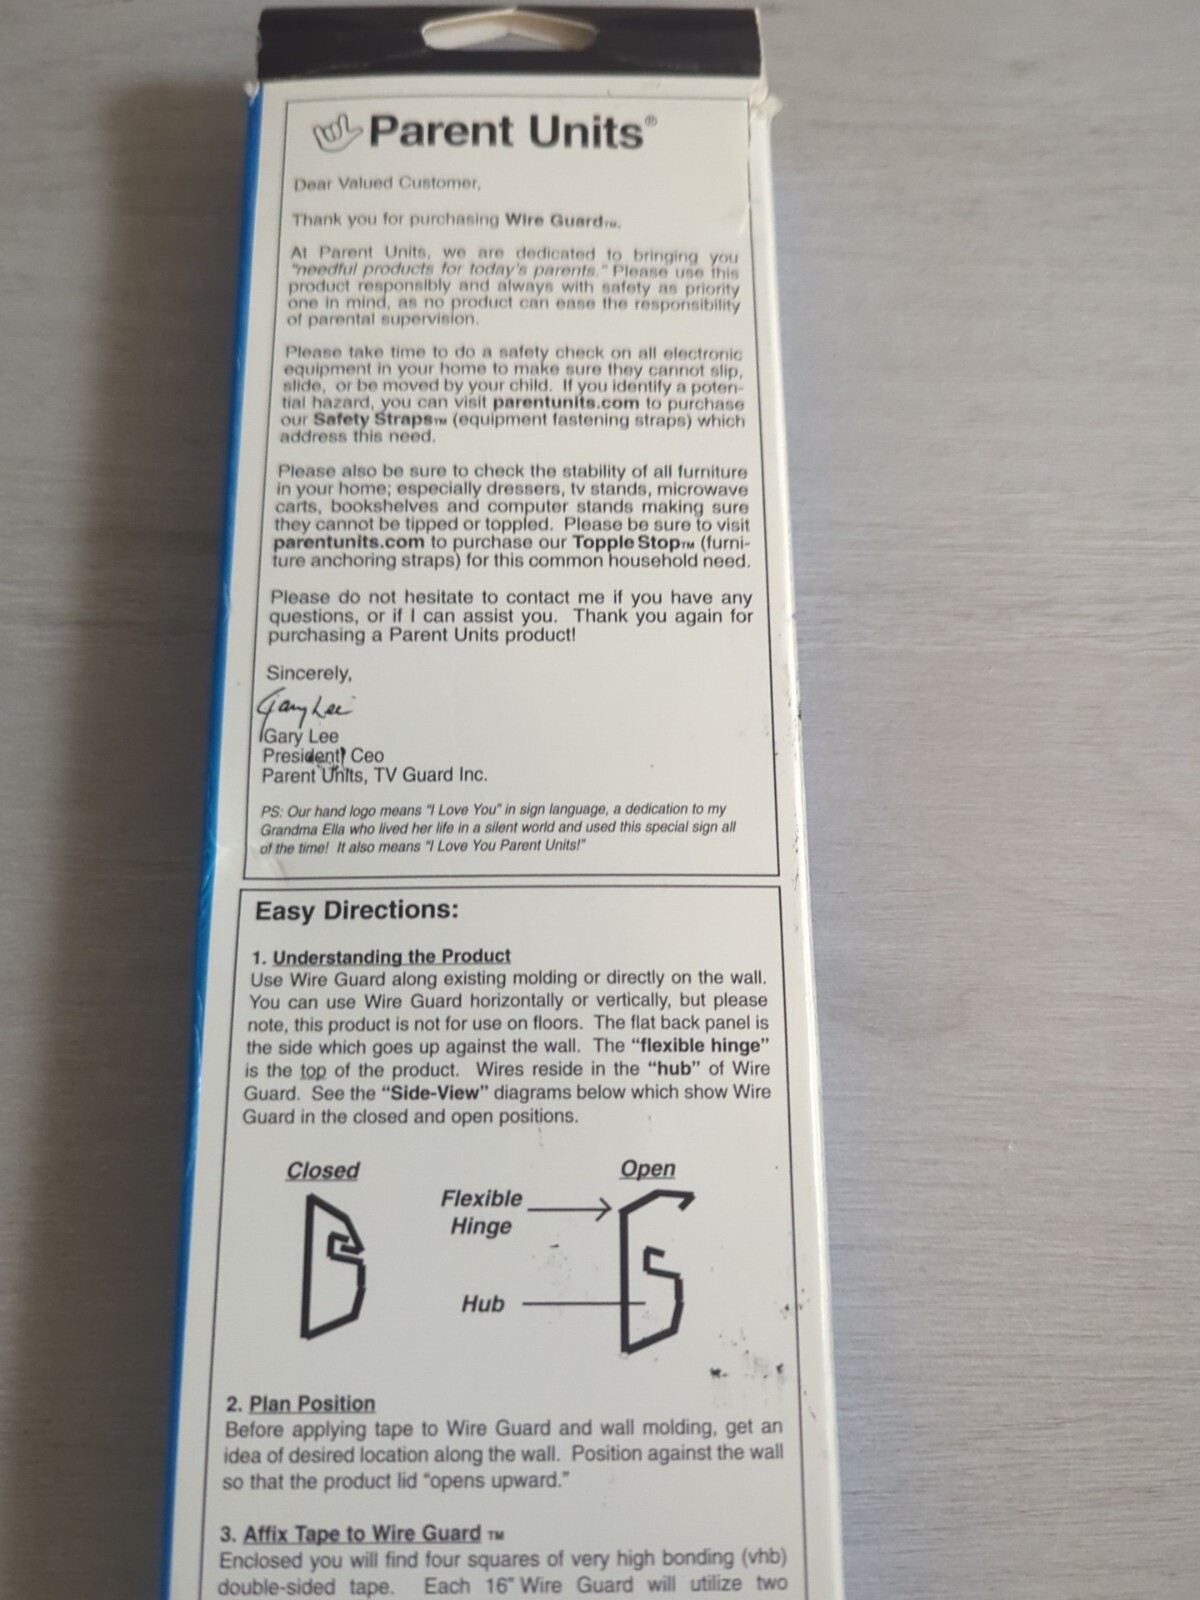 Parent Units®
Dear Valued Customer,
Thank you for purchasing Wire Guard™.
At Parent Units, we are dedicated to bringing you
"needful products for today's parents." Please use this
product responsibly and always with safety as priority
one in mind, as no product can ease the responsibility
of parental supervision.
Please take time to do a safety check on all electronic
equipment in your home to make sure they cannot slip,
slide, or be moved by your child. If you identify a poten-
tial hazard, you can visit parentunits.com to purchase
our Safety Straps™ (equipment fastening straps) which
address this need.
Please also be sure to check the stability of all furniture
in your home; especially dressers, tv stands, microwave
carts, bookshelves and computer stands making sure
they cannot be tipped or toppled. Please be sure to visit
parentunits.com to purchase our Topple Stop™ (furni-
ture anchoring straps) for this common household need.
Please do not hesitate to contact me if you have any
questions, or if I can assist you. Thank you again for
purchasing a Parent Units product!
Sincerely,
Gary Lee
Gary Lee
President/ Ceo
Parent Units, TV Guard Inc.
PS: Our hand logo means "I Love You" in sign language, a dedication to my
Grandma Ella who lived her life in a silent world and used this special sign all
of the time! It also means "I Love You Parent Units!"
Easy Directions:
1. Understanding the Product
Use Wire Guard along existing molding or directly on the wall.
You can use Wire Guard horizontally or vertically, but please
note, this product is not for use on floors. The flat back panel is
the side which goes up against the wall. The "flexible hinge"
is the top of the product. Wires reside in the "hub" of Wire
Guard. See the "Side-View" diagrams below which show Wire
Guard in the closed and open positions.
Closed
Open
Flexible
Hinge
Hub
2. Plan Position
Before applying tape to Wire Guard and wall molding, get an
idea of desired location along the wall. Position against the wall
so that the product lid "opens upward."
3. Affix Tape to Wire Guard ™
Enclosed you will find four squares of very high bonding (vhb)
double-sided tape. Each 16" Wire Guard will utilize two